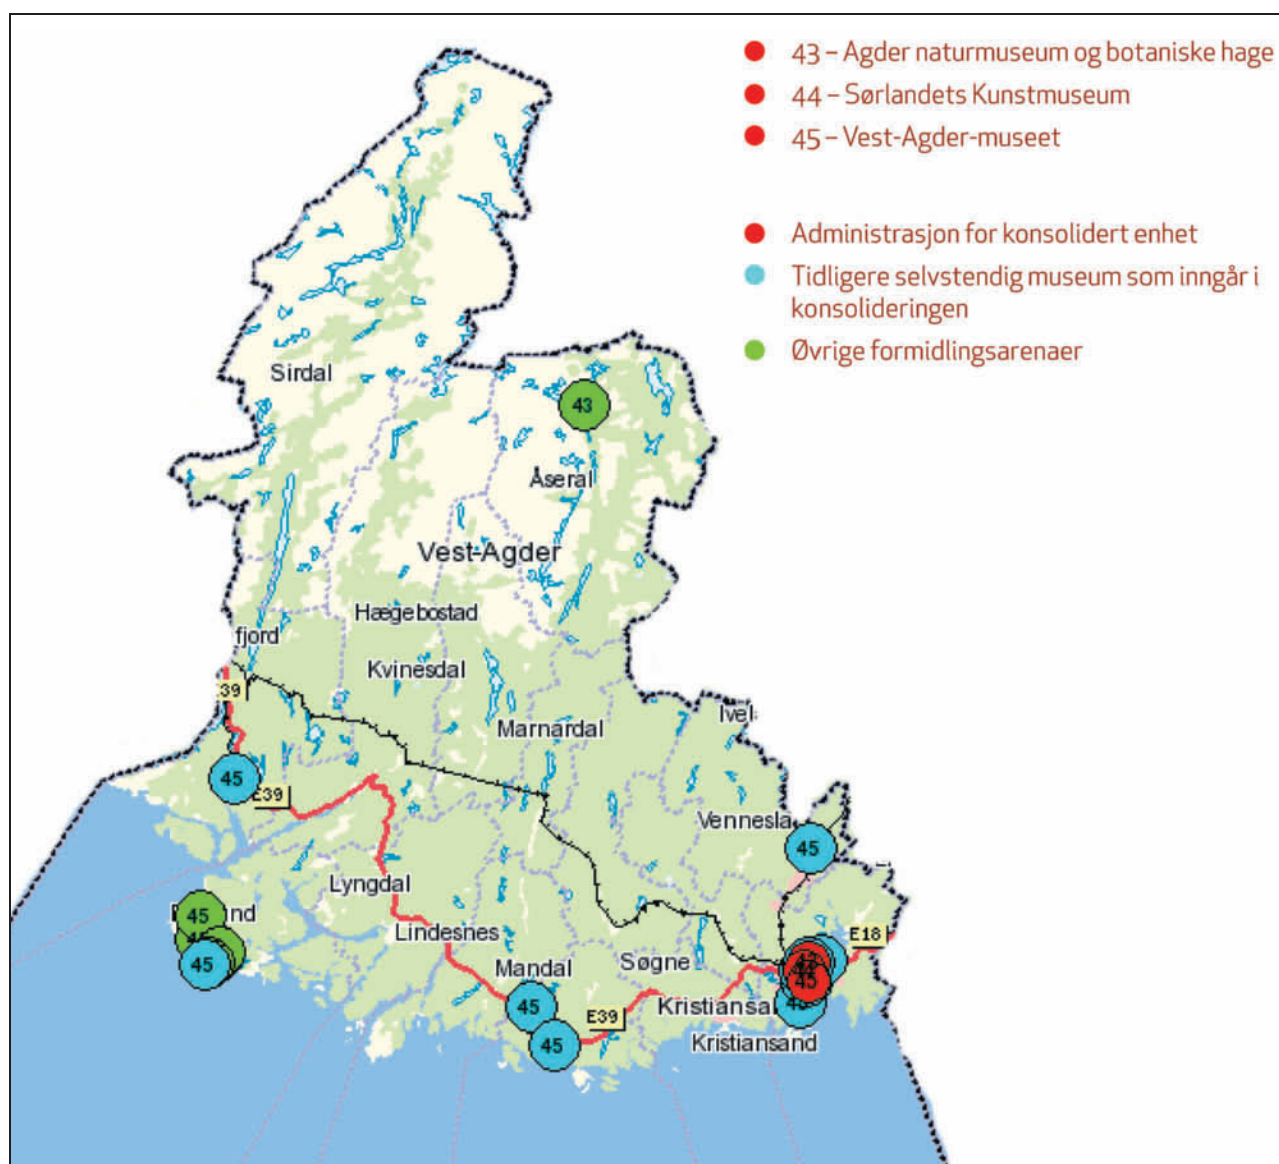 43 – Agder naturmuseum og botaniske hage
44 – Sørlandets Kunstmuseum
45 – Vest-Agder-museet
Administrasjon for konsolidert enhet
Tidligere selvstendig museum som inngår i
konsolideringen
Øvrige formidlingsarenaer
Sirdal
43
Åseral
Vest-Agder
Hægebostad
fjord
Kvinesdal
39
Ivel
Marnardal
45
E39
Vennesla
45
Lyngdal
45
nd
Lindesnes
E18
45
Mandal
Søgne
45
45
Kristiansa
E39
45
Kristiansand